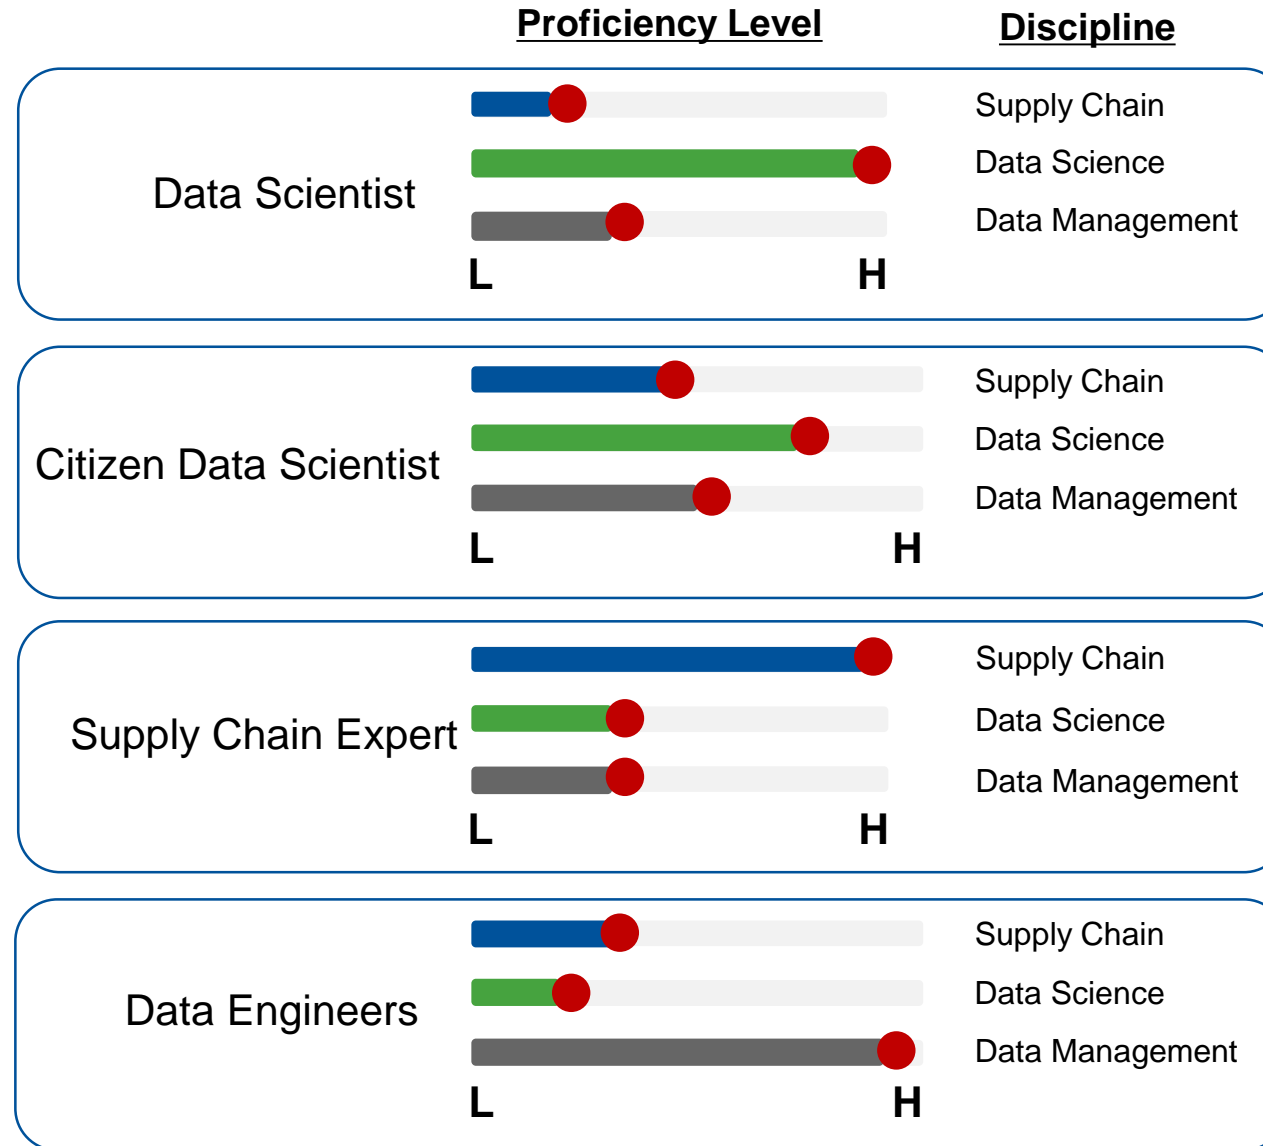 Proficiency Level Discipline
Supply Chain
Data Science
Data Scientist
Data Management
L H
Supply Chain
Data Science
Citizen Data Scientist
Data Management
L H
Supply Chain
Data Science
Supply Chain Expert
Data Management
L H
Supply Chain
Data Science
Data Engineers
Data Management
L H